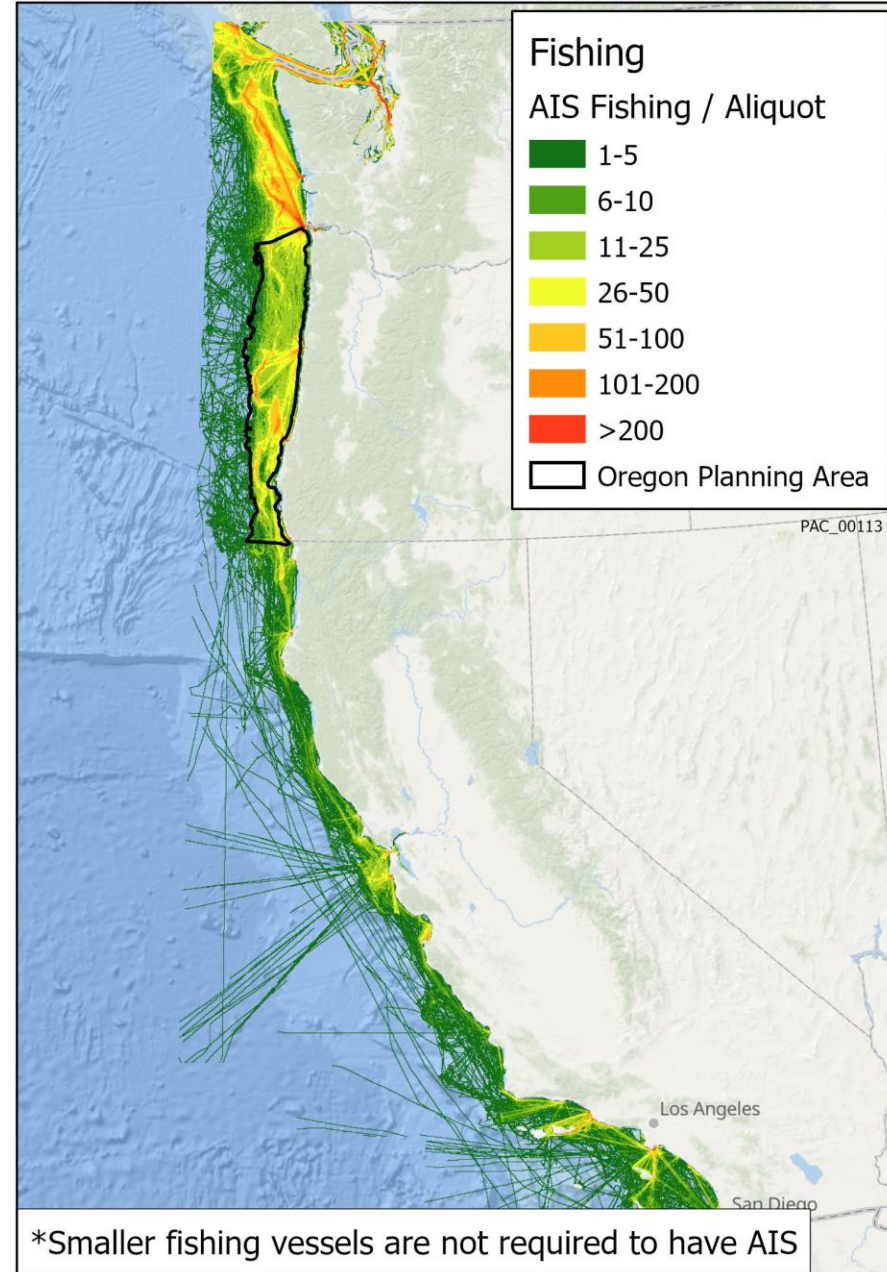 Fishing
AIS Fishing / Aliquot
1-5
6-10
11-25
26-50
51-100
101-200
>200
Oregon Planning Area
PAC_00113
Los Angeles
San Diego
*Smaller fishing vessels are not required to have AIS